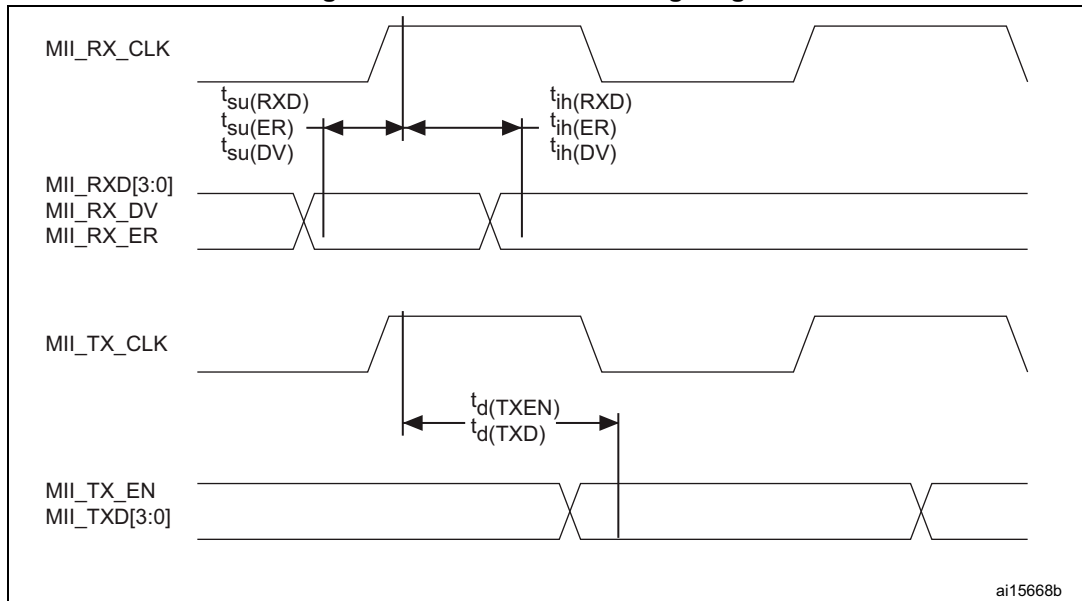 MII_RX_CLK
tsu(RXD)
tsu(ER)
tsu(DV)
tih(RXD)
tih(ER)
tih(DV)
MII_RXD[3:0]
MII_RX_DV
MII_RX_ER
MII_TX_CLK
td(TXEN)
td(TXD)
MII_TX_EN
MII_TXD[3:0]
ai15668b